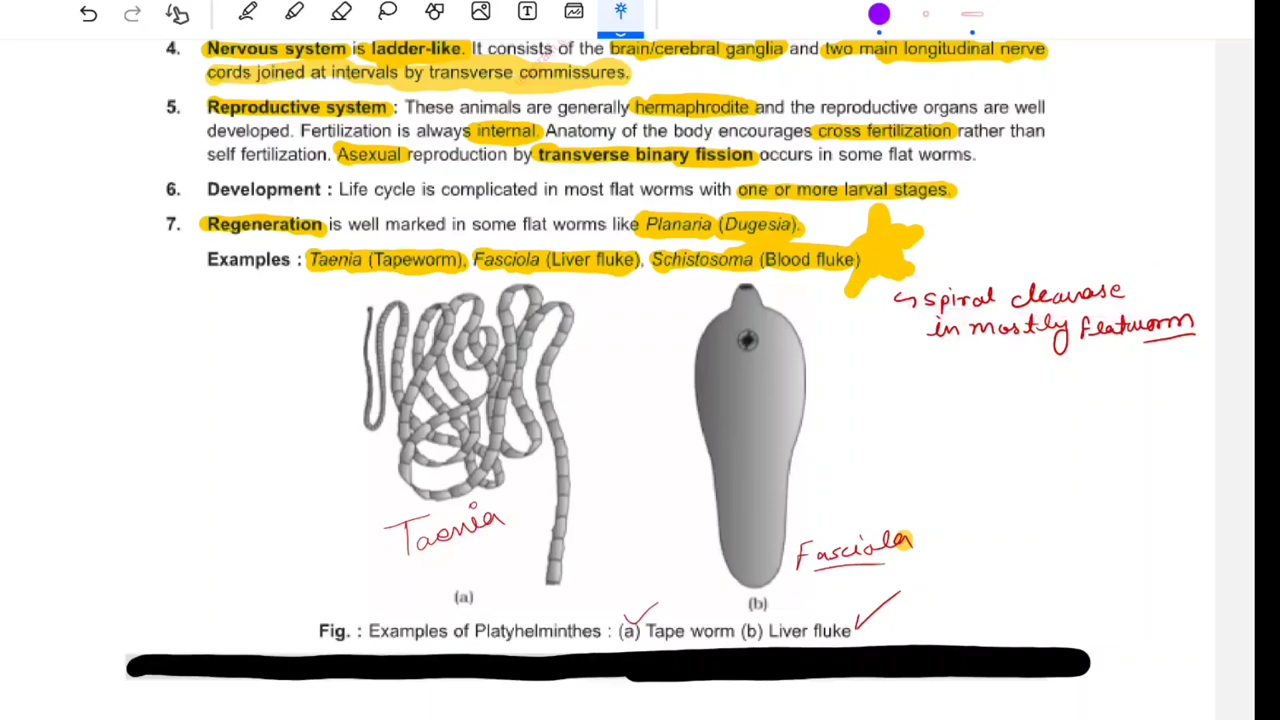 4. Nervous system is ladder-like. It consists of the brain/cerebral ganglia and two main longitudinal nerve
cords joined at intervals by transverse commissures.
5. Reproductive system : These animals are generally hermaphrodite and the reproductive organs are well
developed. Fertilization is always internal. Anatomy of the body encourages cross fertilization rather than
self fertilization. Asexual reproduction by transverse binary fission occurs in some flat worms.
6. Development : Life cycle is complicated in most flat worms with one or more larval stages.
7. Regeneration is well marked in some flat worms like Planaria (Dugesia).
Examples : Taenia (Tapeworm), Fasciola (Liver fluke), Schistosoma (Blood fluke)
↪ spiral cleavase
in mostly flatworm
Taenia
Fasciola
(a)
(b)
Fig. : Examples of Platyhelminthes : (a) Tape worm (b) Liver fluke